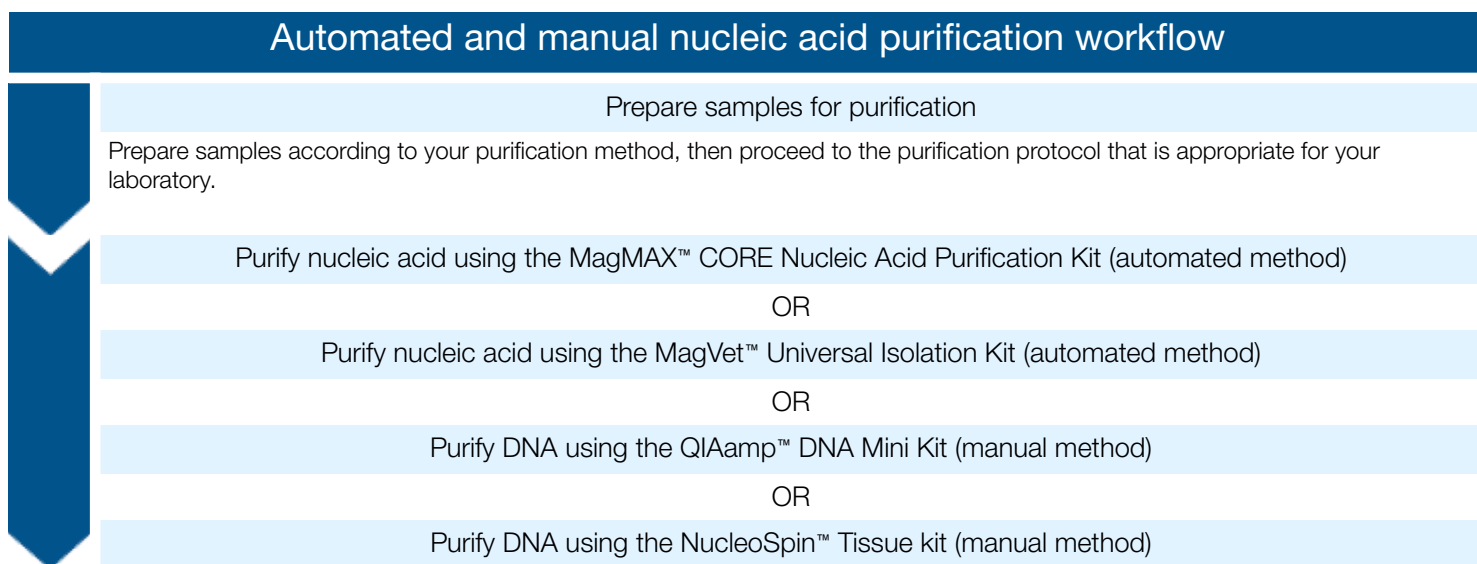 Automated and manual nucleic acid purification workflow
Prepare samples for purification
Prepare samples according to your purification method, then proceed to the purification protocol that is appropriate for your
laboratory.
Purify nucleic acid using the MagMAX™ CORE Nucleic Acid Purification Kit (automated method)
OR
Purify nucleic acid using the MagVet™ Universal Isolation Kit (automated method)
OR
Purify DNA using the QIAamp™ DNA Mini Kit (manual method)
OR
Purify DNA using the NucleoSpin™ Tissue kit (manual method)